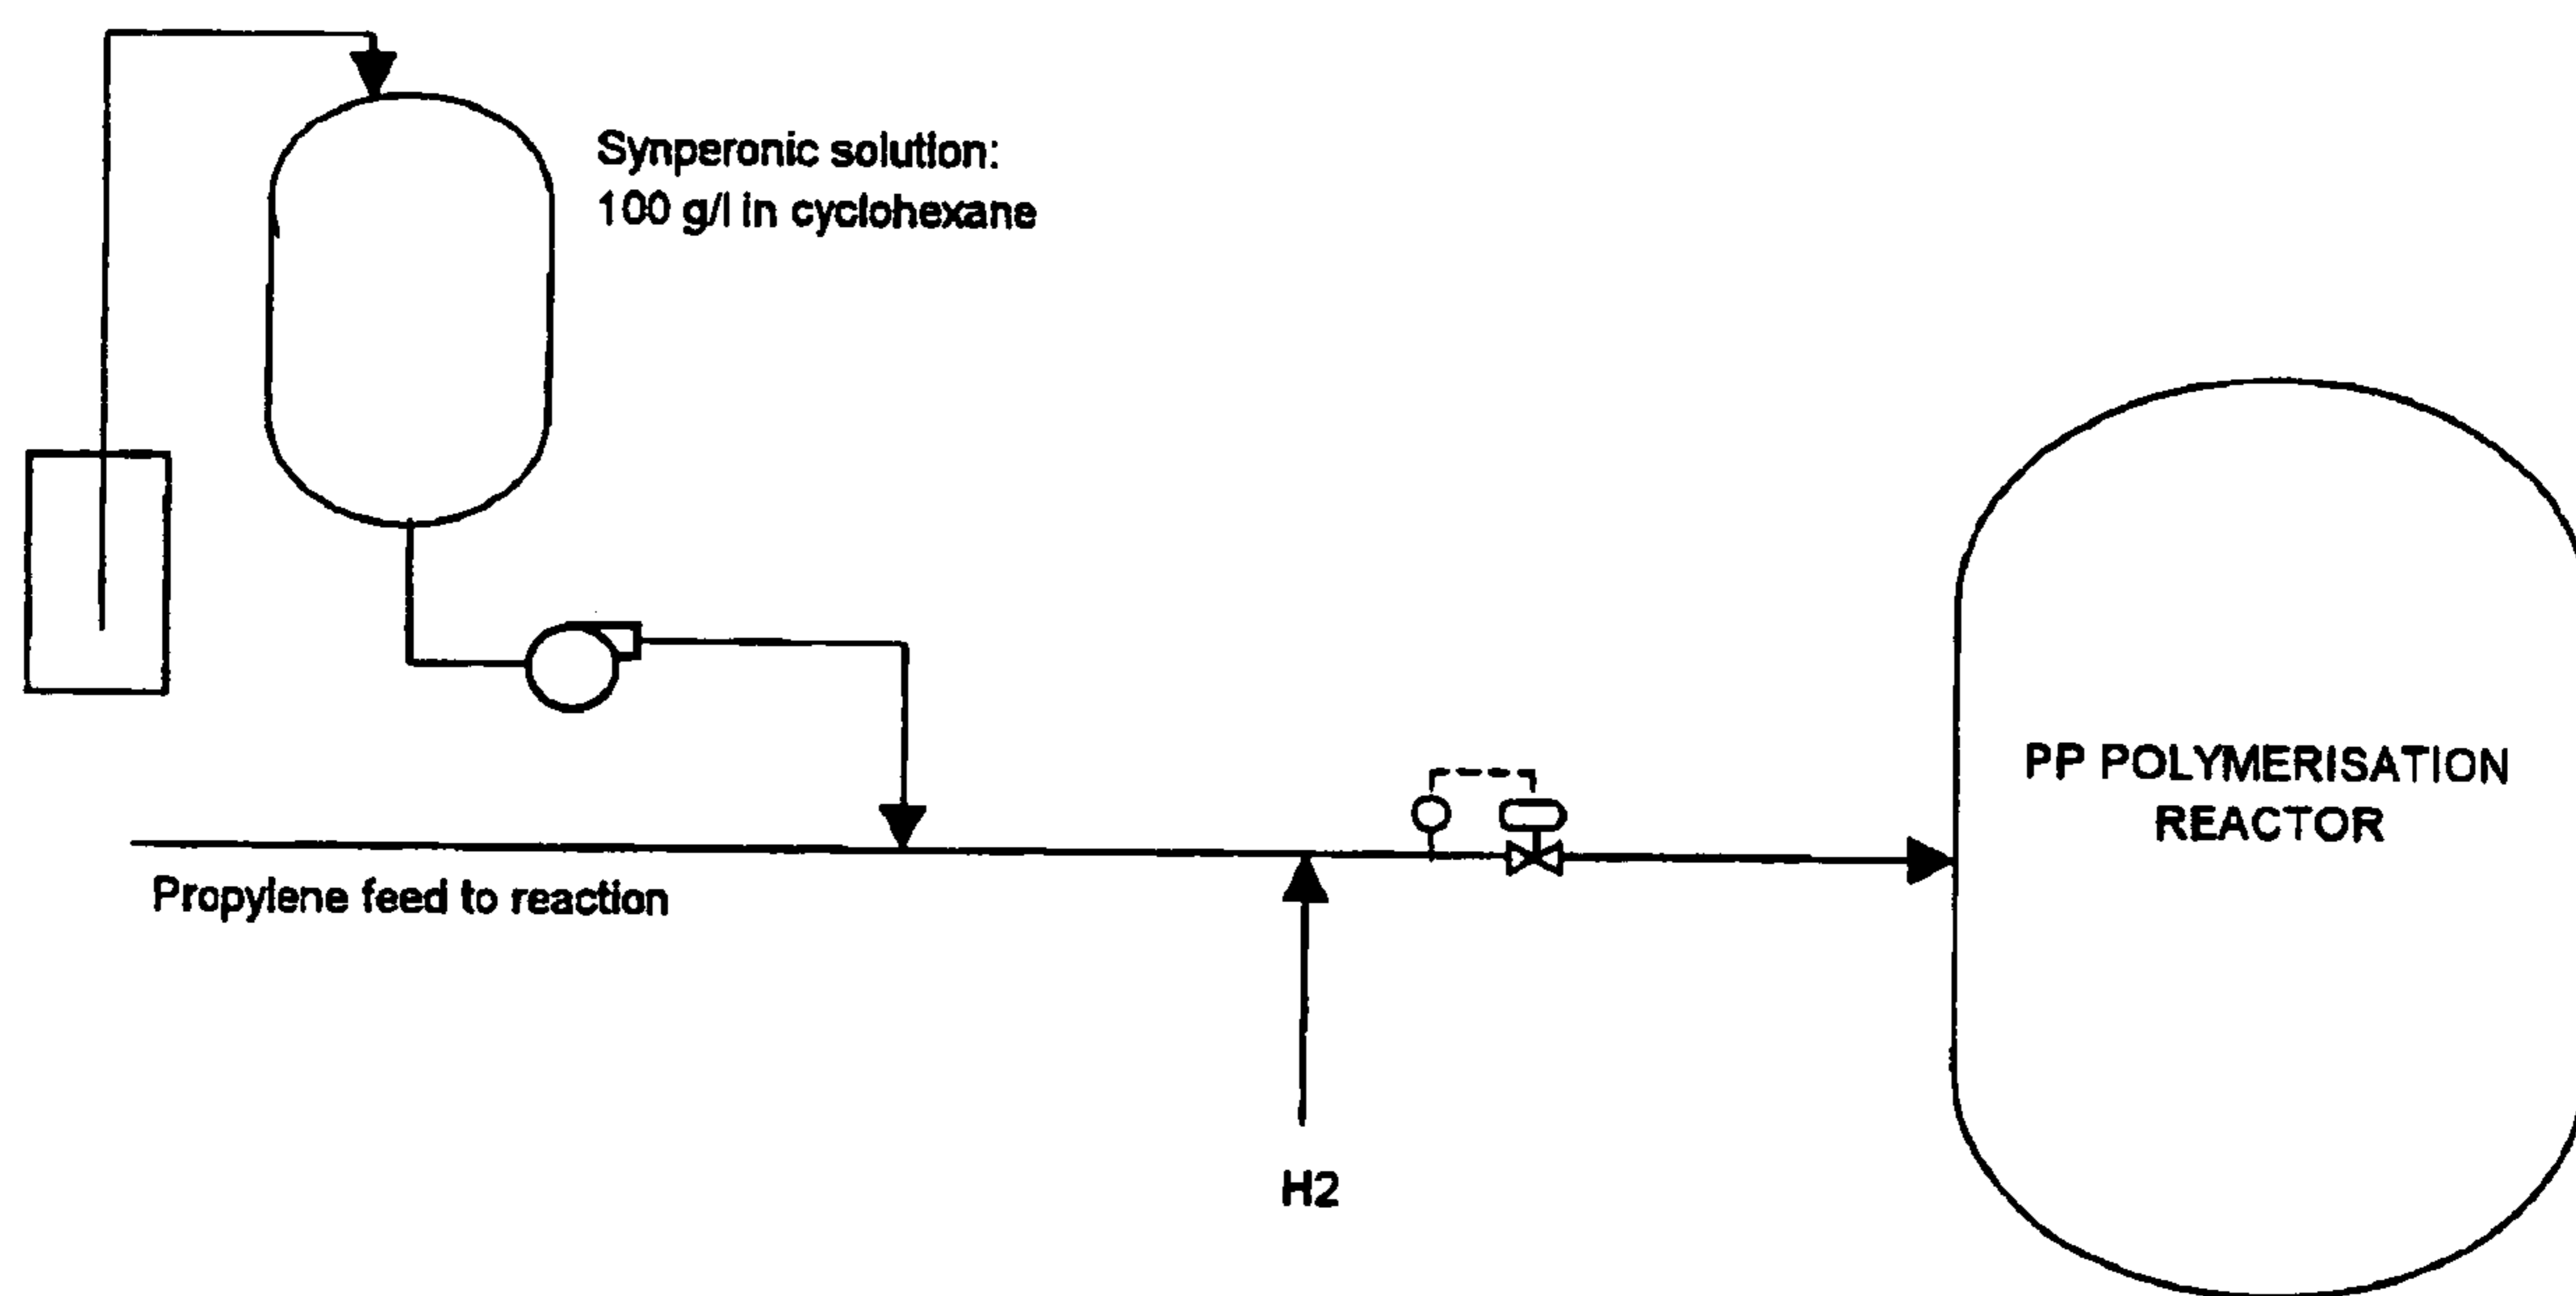 Synperonic solution:
100 g/l in cyclohexane
PP POLYMERISATION
REACTOR
Propylene feed to reaction
H2